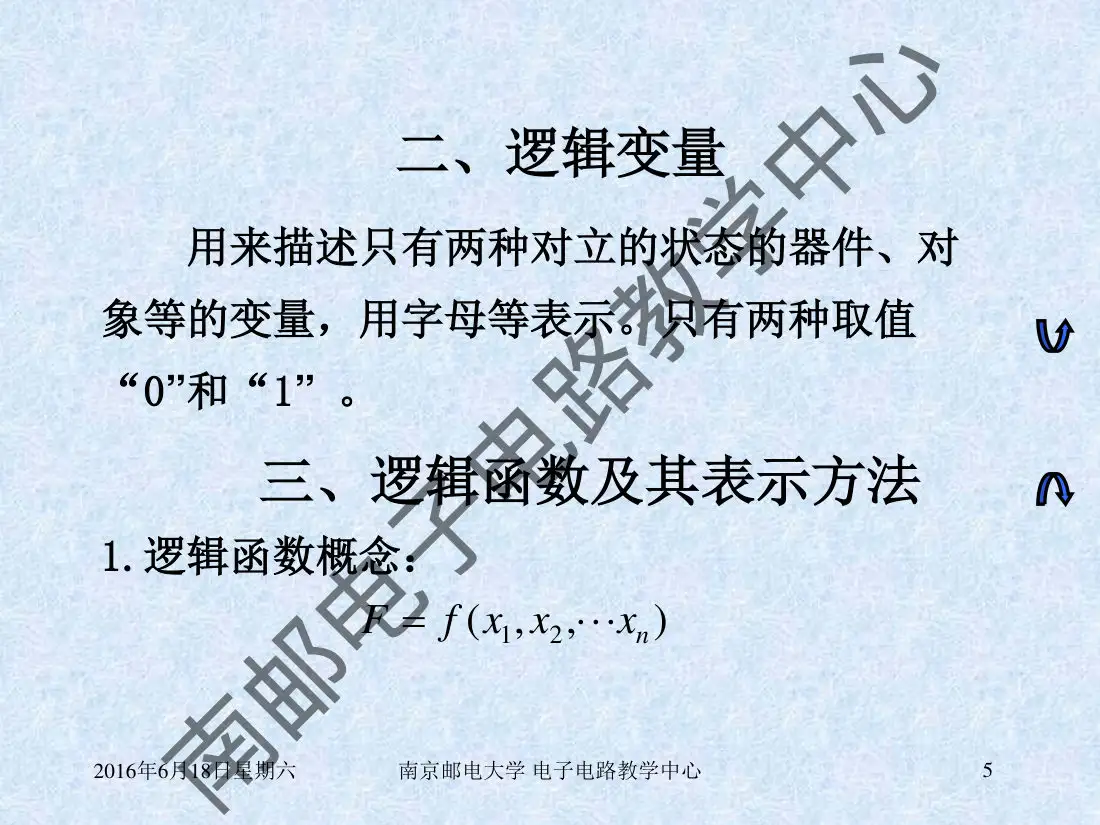 二、逻辑变量
用来描述只有两种对立的状态的器件、对
象等的变量，用字母等表示。只有两种取值
“0”和“1” 。
三、逻辑函数及其表示方法
1.逻辑函数概念：
F = f(x₁, x₂, ⋯xₙ)
南邮电子电路教学中心
2016年6月18日星期六 南京邮电大学 电子电路教学中心 5